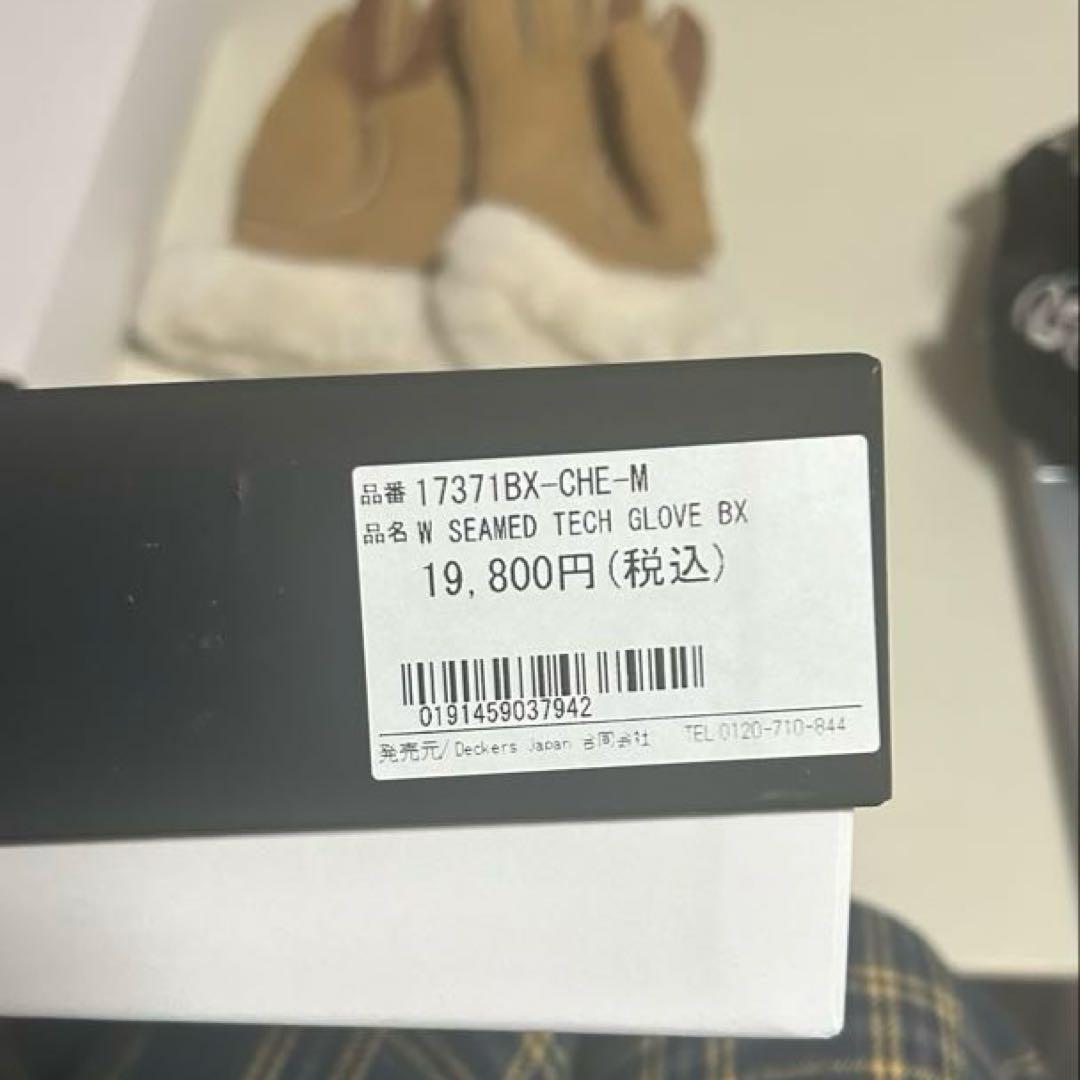 品番 17371BX-CHE-M
品名 W SEAMED TECH GLOVE BX
19,800円(税込)
0191459037942
発売元/Deckers Japan 合同会社 TEL 0120-710-844